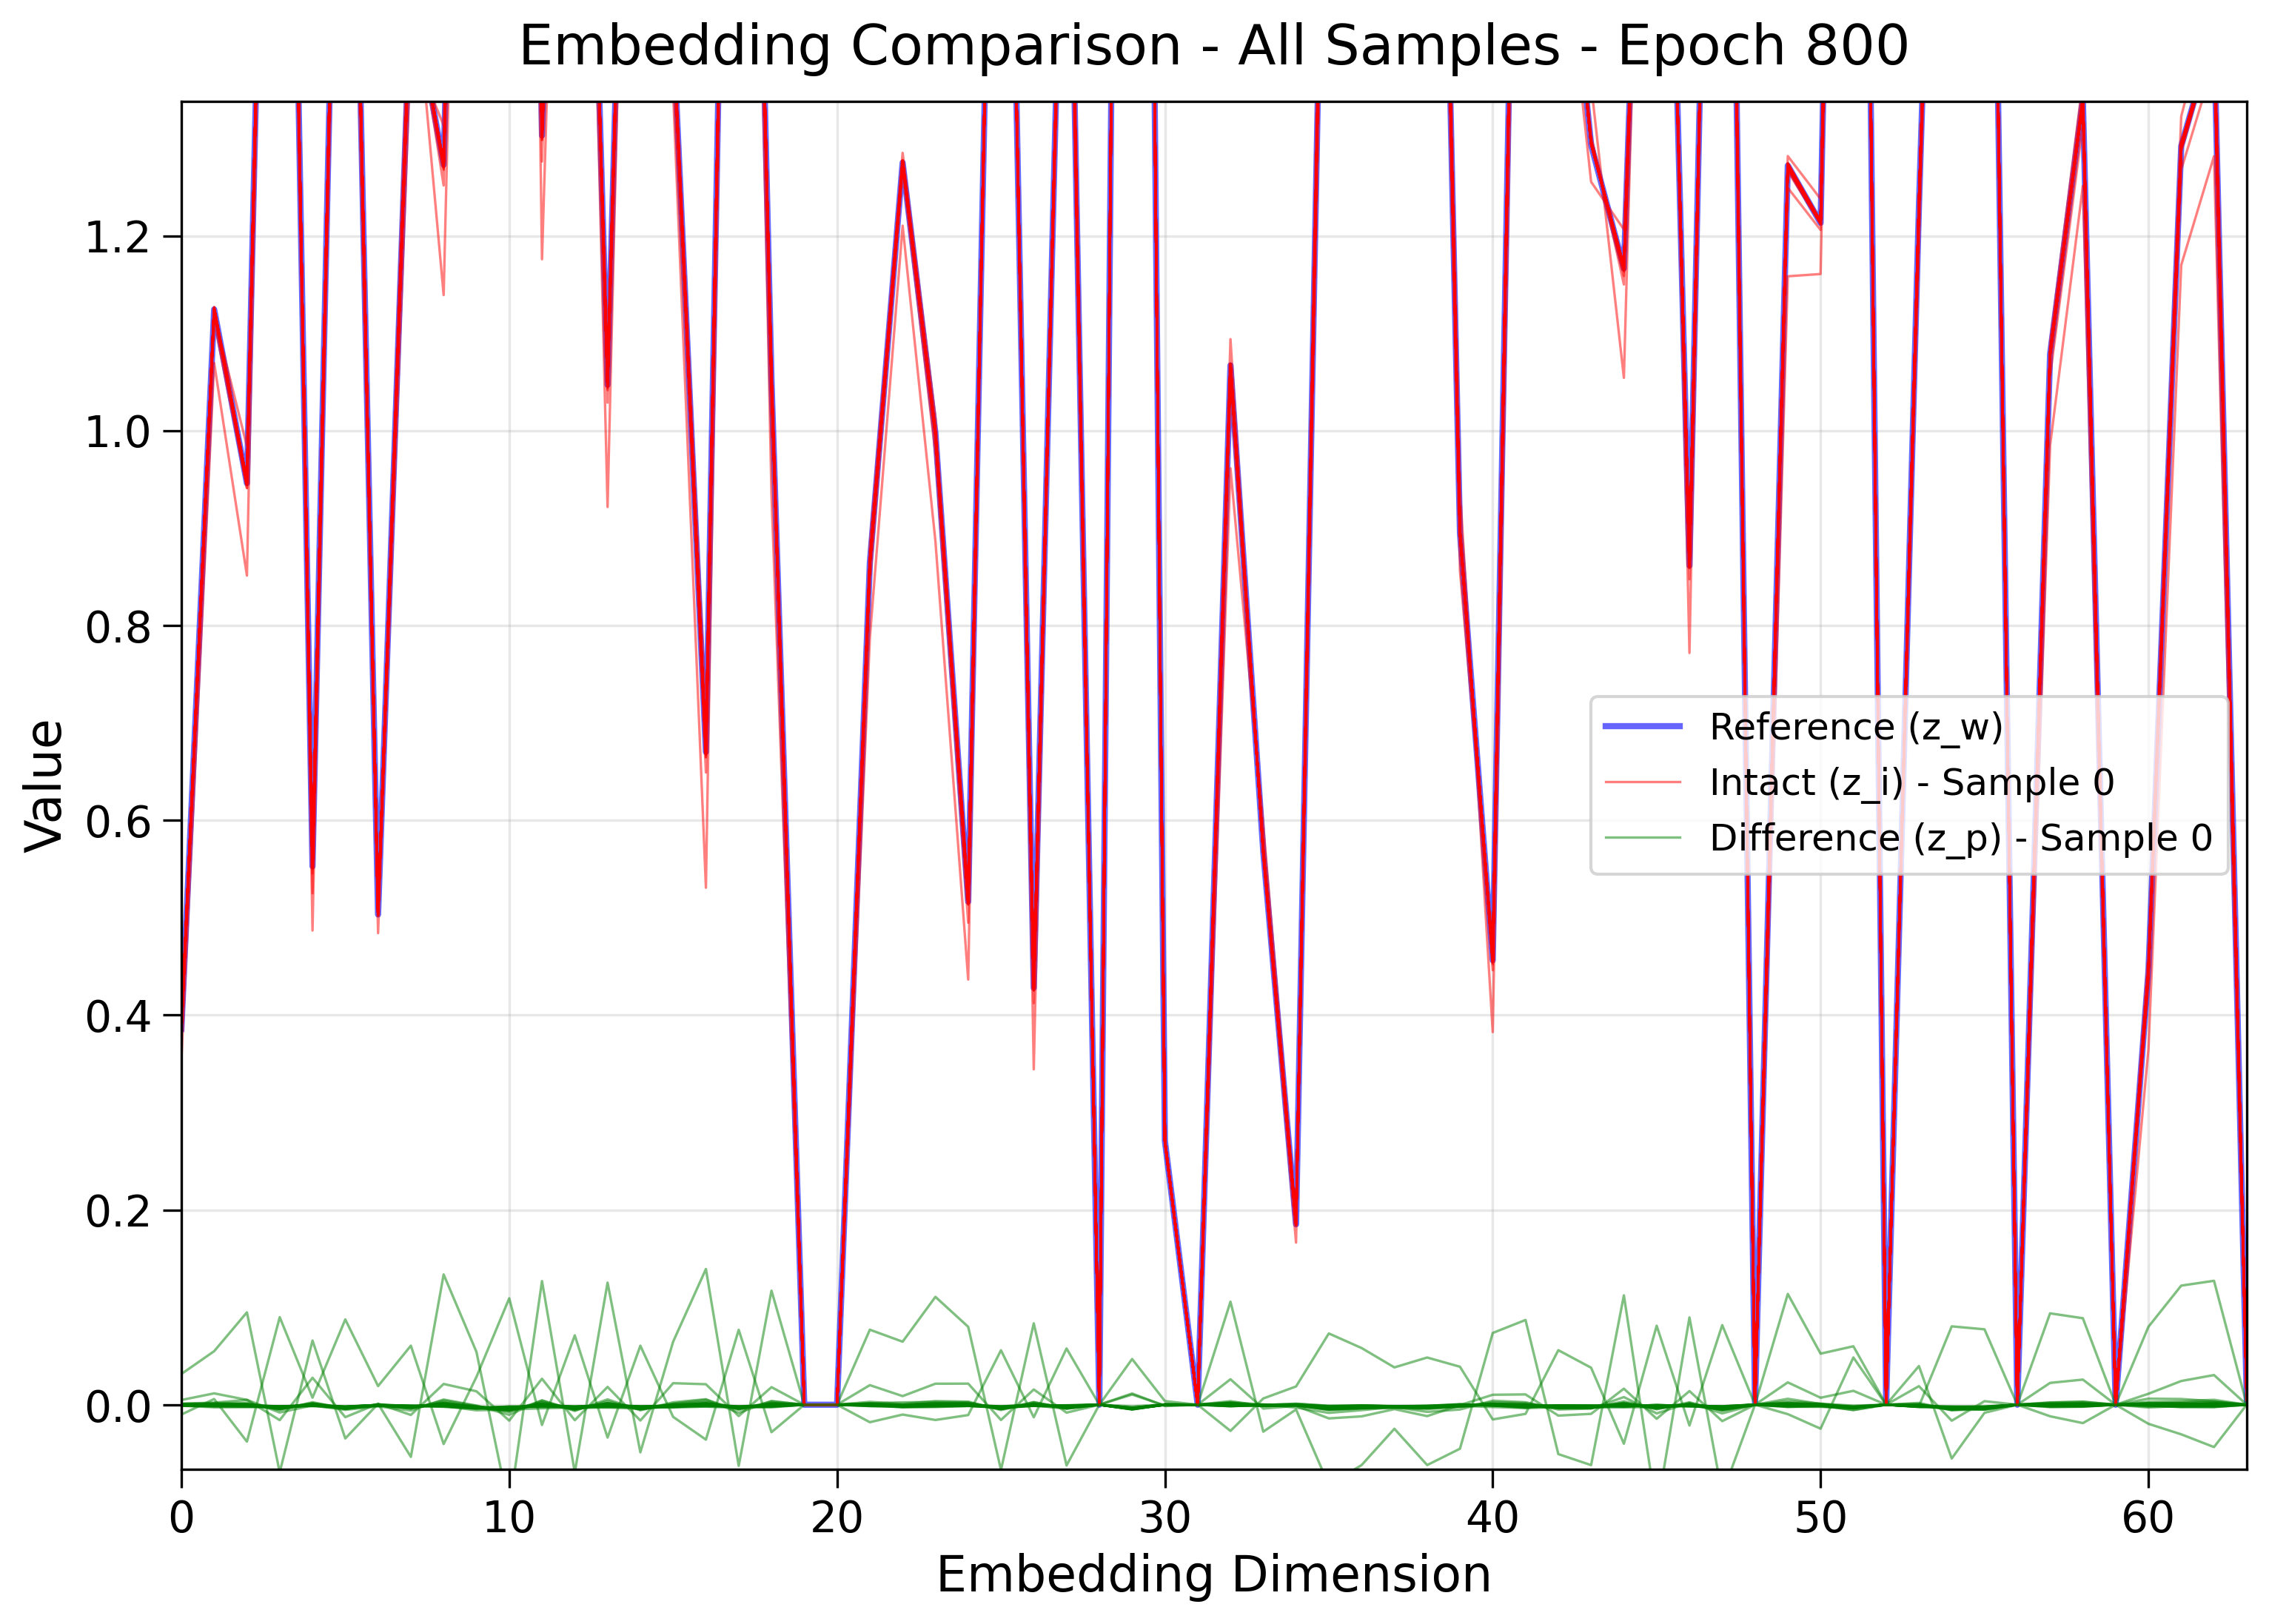 Embedding Comparison - All Samples - Epoch 800
Value
1.2
1.0
0.8
0.6
0.4
0.2
0.0
Reference (z_w)
Intact (z_i) - Sample 0
Difference (z_p) - Sample 0
0 10 20 30 40 50 60
Embedding Dimension